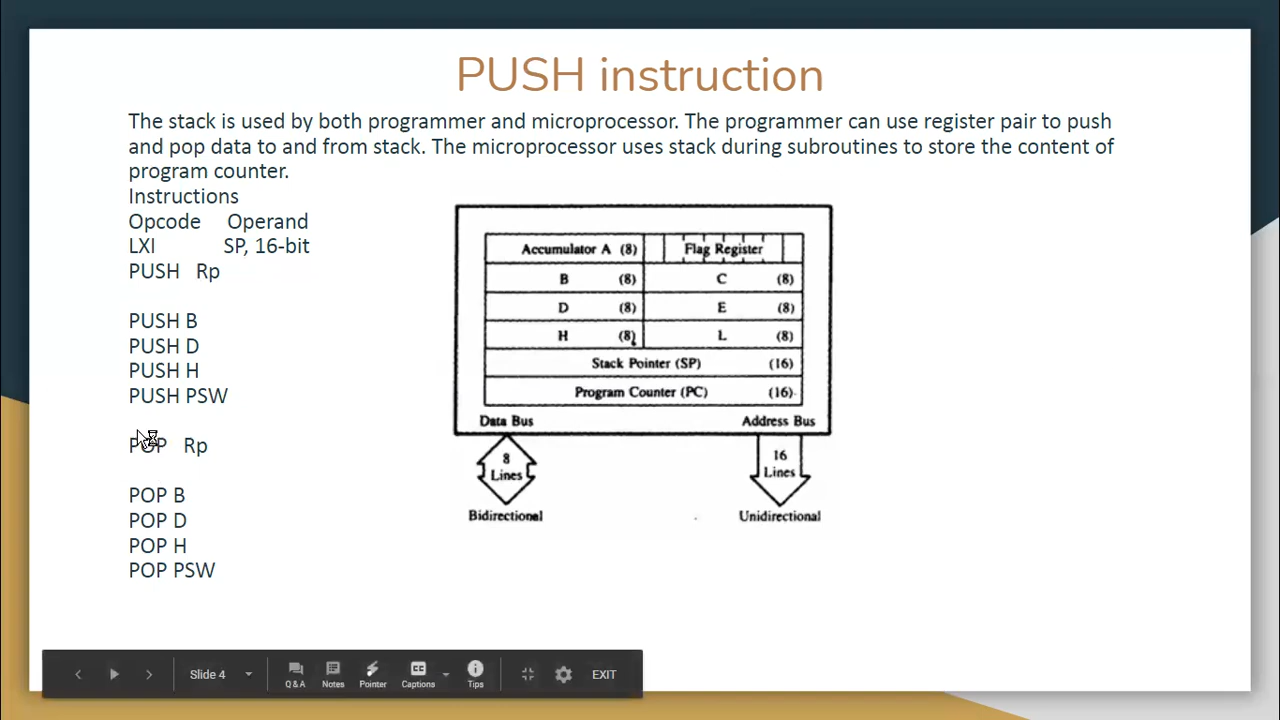 PUSH instruction
The stack is used by both programmer and microprocessor. The programmer can use register pair to push
and pop data to and from stack. The microprocessor uses stack during subroutines to store the content of
program counter.
Instructions
Opcode Operand
LXI SP, 16-bit
PUSH Rp
PUSH B
PUSH D
PUSH H
PUSH PSW
POP Rp
POP B
POP D
POP H
POP PSW
Accumulator A (8) Flag Register
B (8) C (8)
D (8) E (8)
H (8) L (8)
Stack Pointer (SP) (16)
Program Counter (PC) (16)
Data Bus Address Bus
8 Lines
16 Lines
Bidirectional Unidirectional
Slide 4
Q & A Notes Pointer Captions Tips EXIT